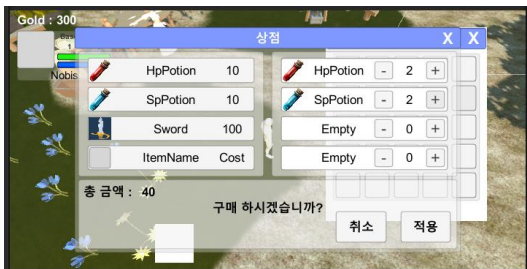 Gold : 300
상점 X X
1
Nobis
HpPotion 10
SpPotion 10
Sword 100
ItemName Cost
HpPotion - 2 +
SpPotion - 2 +
Empty - 0 +
Empty - 0 +
총 금액 : 40
구매 하시겠습니까?
취소 적용